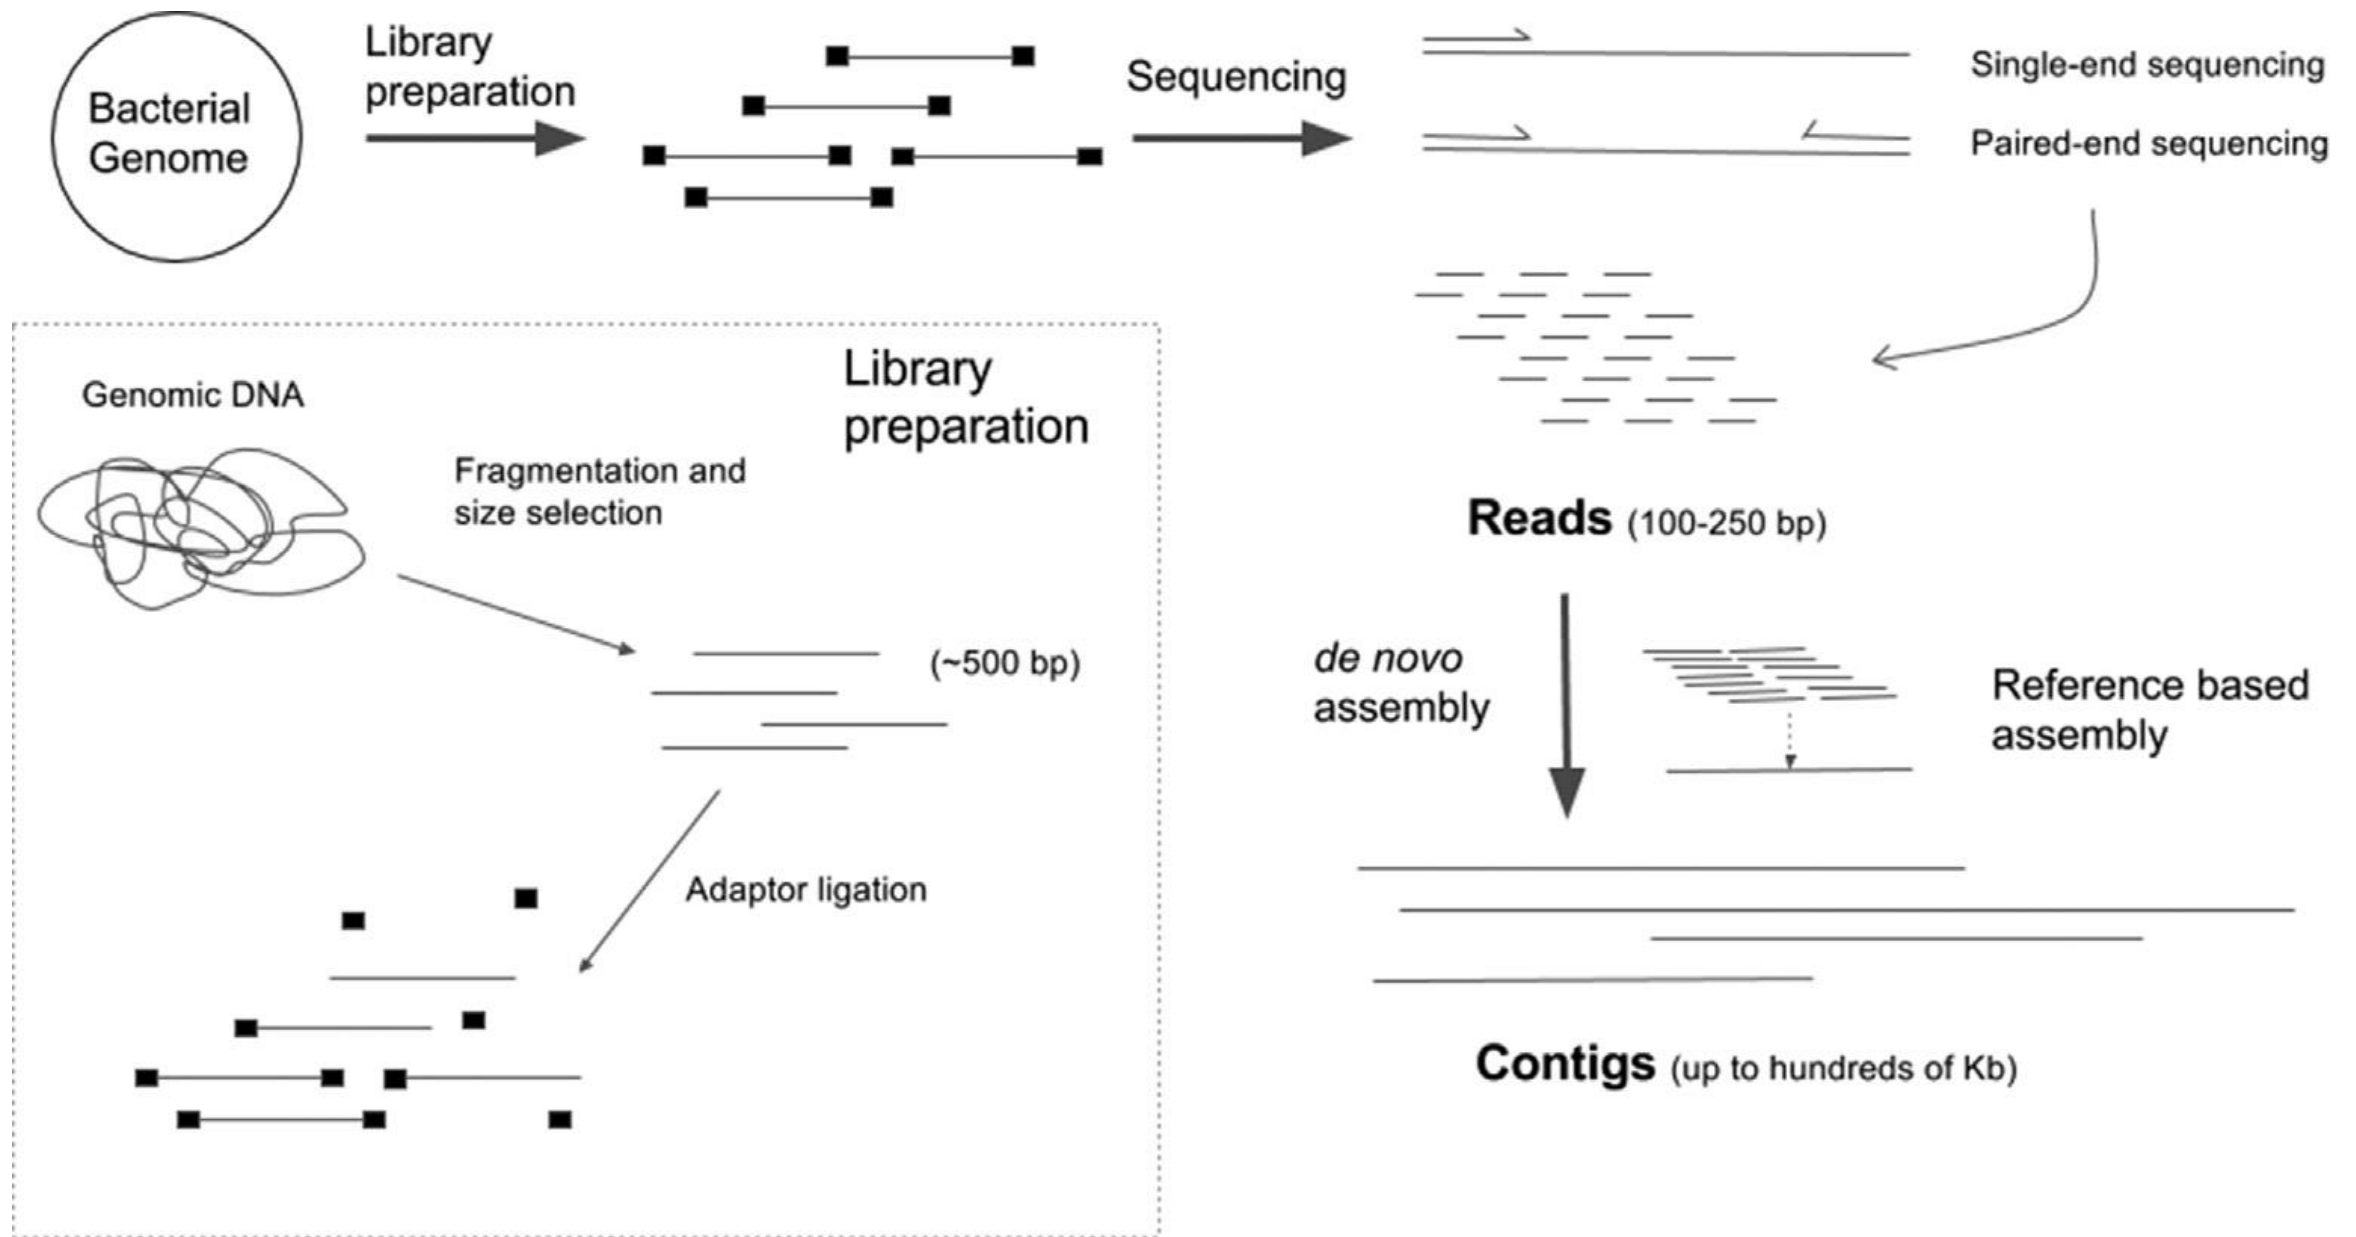 Bacterial
Genome
Library
preparation
Sequencing
Single-end sequencing
Paired-end sequencing
Library
preparation
Genomic DNA
Fragmentation and
size selection
(~500 bp)
Adaptor ligation
Reads (100-250 bp)
de novo
assembly
Reference based
assembly
Contigs (up to hundreds of Kb)